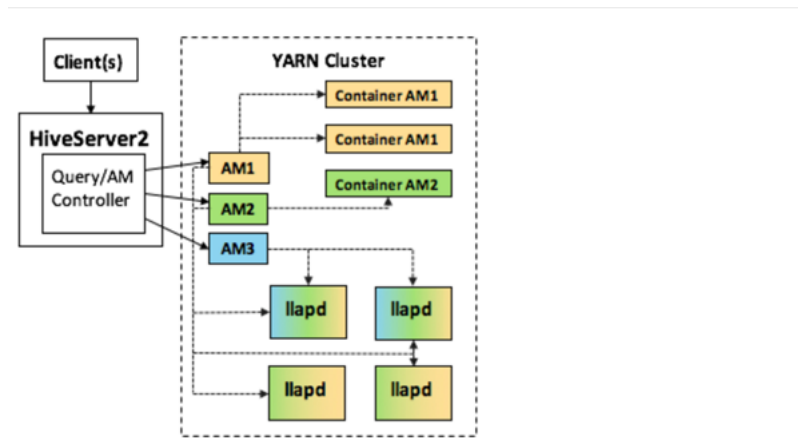 Client(s)
YARN Cluster
Container AM1
HiveServer2
Container AM1
Query/AM
Controller
AM1
Container AM2
AM2
AM3
llapd
llapd
llapd
llapd